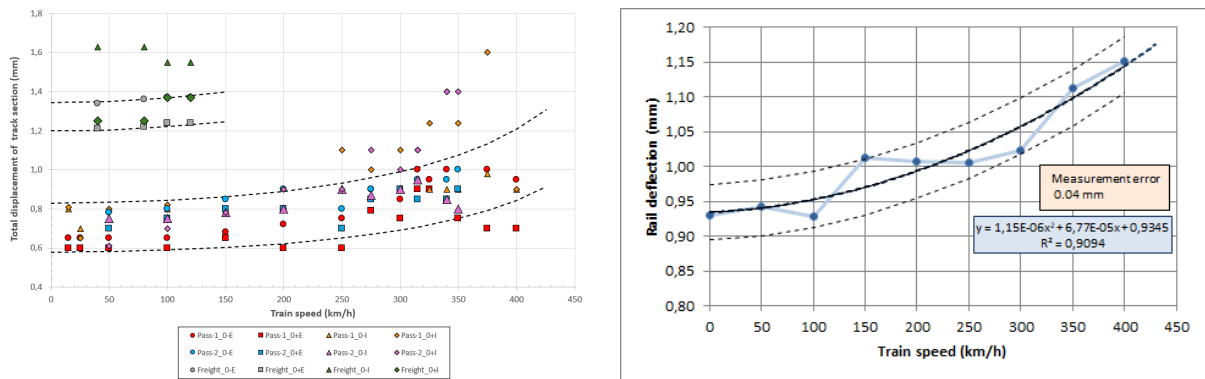 Total displacement of track section (mm)
1,8
1,6
1,4
1,2
1,0
0,8
0,6
0,4
0 50 100 150 200 250 300 350 400 450
Train speed (km/h)
Pass-1_0-E Pass-1_0+E Pass-1_0-I Pass-1_0+I
Pass-2_0-E Pass-2_0+E Pass-2_0-I Pass-2_0+I
Freight_0-E Freight_0+E Freight_0-I Freight_0+I
Rail deflection (mm)
1,20
1,15
1,10
1,05
1,00
0,95
0,90
0,85
0,80
Measurement error
0.04 mm
y = 1,15E-06x² + 6,77E-05x + 0,9345
R² = 0,9094
0 50 100 150 200 250 300 350 400 450
Train speed (km/h)